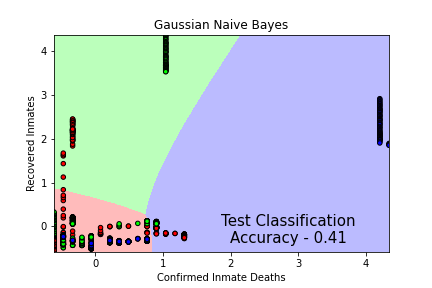 Gaussian Naive Bayes
4
3
2
1
0
Recovered Inmates
Test Classification
Accuracy - 0.41
0
1
2
3
4
Confirmed Inmate Deaths